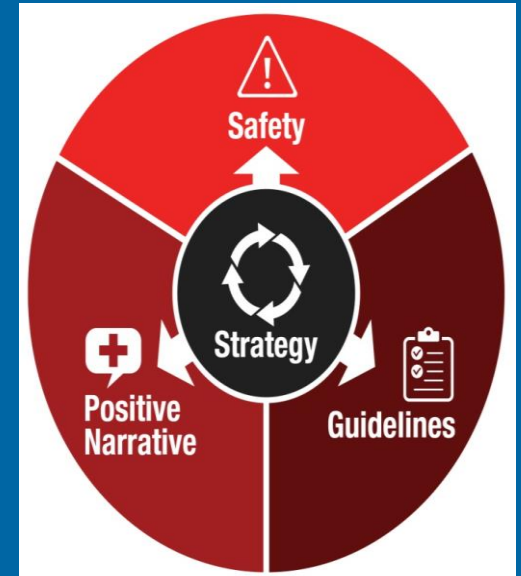 Safety
Strategy
Positive
Narrative
Guidelines